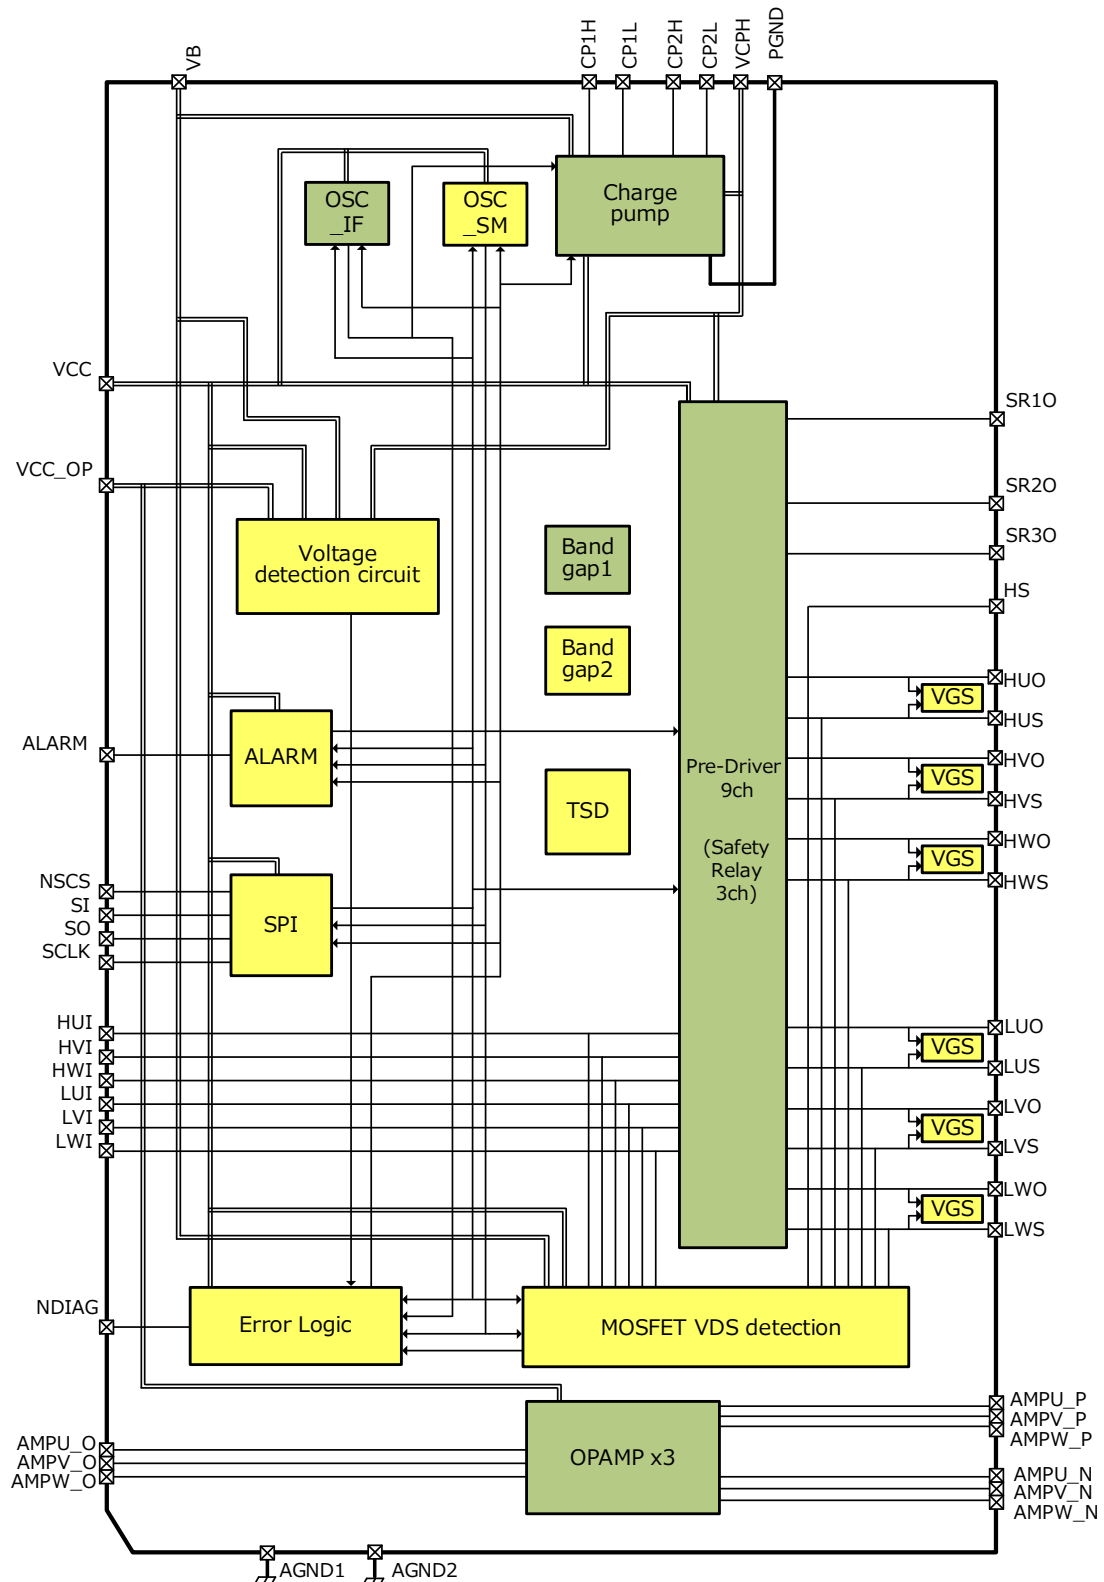 VB
CP1H
CP1L
CP2H
CP2L
VCPH
PGND
OSC
_IF
OSC
_SM
Charge
pump
VCC
VCC_OP
SR1O
SR2O
SR3O
HS
Voltage
detection circuit
Band
gap1
Band
gap2
HUO
VGS
HUS
ALARM
ALARM
HVO
VGS
HVS
Pre-Driver
9ch
(Safety
Relay
3ch)
TSD
HWO
VGS
HWS
NSCS
SI
SO
SCLK
SPI
HUI
HVI
HWI
LUI
LVI
LWI
LUO
VGS
LUS
LVO
VGS
LVS
LWO
VGS
LWS
NDIAG
Error Logic
MOSFET VDS detection
AMPU_P
AMPV_P
AMPW_P
AMPU_O
AMPV_O
AMPW_O
OPAMP x3
AMPU_N
AMPV_N
AMPW_N
AGND1
AGND2